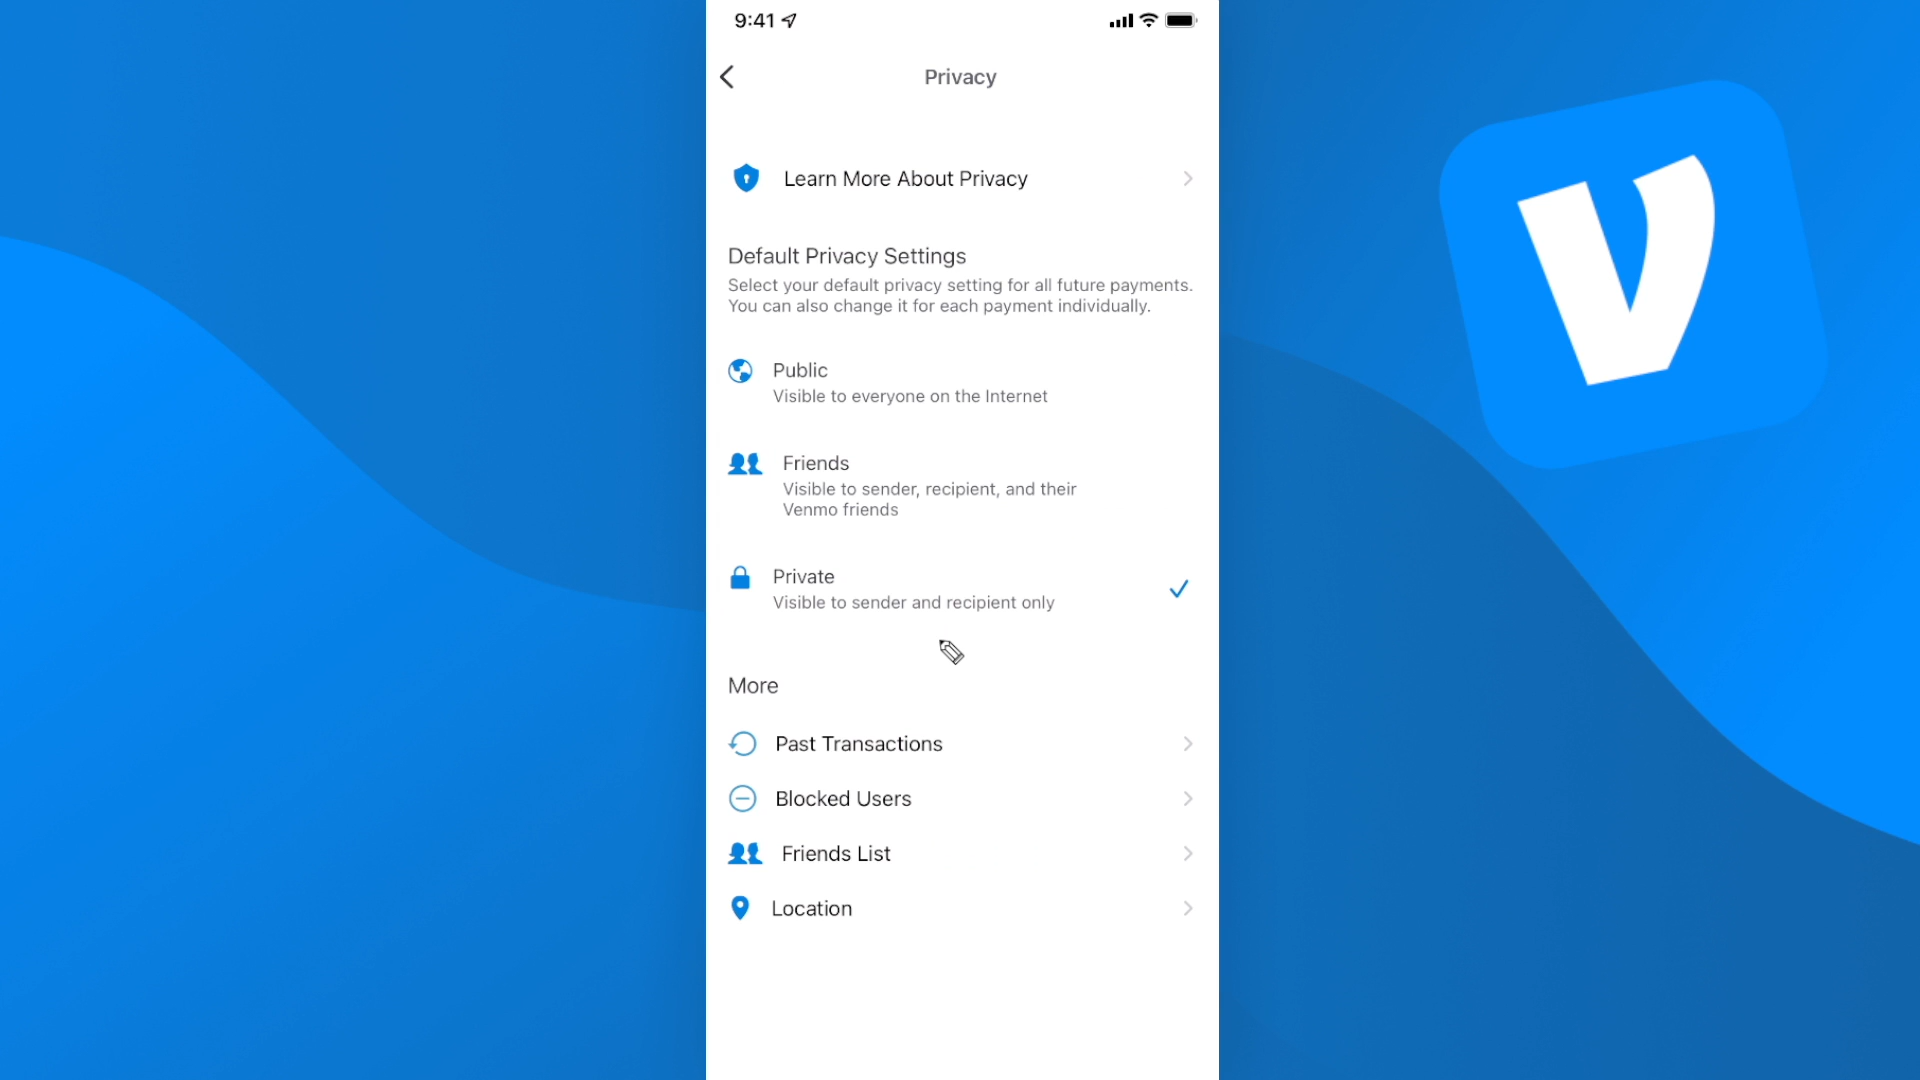 9:41
Privacy
Learn More About Privacy
Default Privacy Settings
Select your default privacy setting for all future payments.
You can also change it for each payment individually.
Public
Visible to everyone on the Internet
Friends
Visible to sender, recipient, and their
Venmo friends
Private
Visible to sender and recipient only
More
Past Transactions
Blocked Users
Friends List
Location